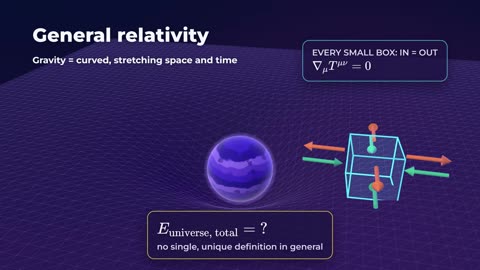 General relativity
Gravity = curved, stretching space and time
EVERY SMALL BOX: IN = OUT
∇_μ T^{μν} = 0
E_{universe, total} = ?
no single, unique definition in general